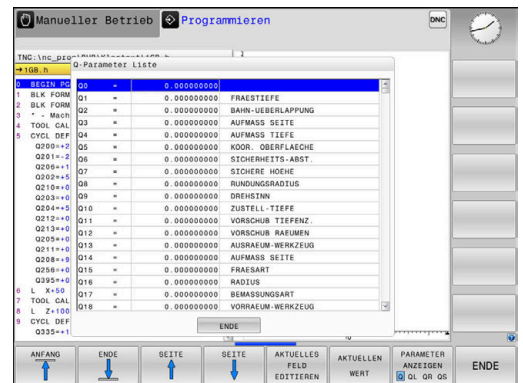 Manueller Betrieb
Programmieren
DNC
TNC:\nc_prog
→1GB.h
Q-Parameter Liste
0 BEGIN PG
1 BLK FORM
2 BLK FORM
3 * - Mach
4 TOOL CAL
5 CYCL DEF
Q200=+2
Q201=-2
Q206=+1
Q202=+5
Q210=+0
Q203=+0
Q204=+5
Q212=+0
Q213=+0
Q205=+0
Q211=+0
Q208=+9
Q256=+0
Q395=+0
6 L X+50
7 TOOL CAL
8 L Z+100
9 CYCL DEF
Q335=+1
Q0 = 0.000000000
Q1 = 0.000000000 FRAESTIEFE
Q2 = 0.000000000 BAHN-UEBERLAPPUNG
Q3 = 0.000000000 AUFMASS SEITE
Q4 = 0.000000000 AUFMASS TIEFE
Q5 = 0.000000000 KOOR. OBERFLAECHE
Q6 = 0.000000000 SICHERHEITS-ABST.
Q7 = 0.000000000 SICHERE HOEHE
Q8 = 0.000000000 RUNDUNGSRADIUS
Q9 = 0.000000000 DREHSINN
Q10 = 0.000000000 ZUSTELL-TIEFE
Q11 = 0.000000000 VORSCHUB TIEFENZ.
Q12 = 0.000000000 VORSCHUB RAEUMEN
Q13 = 0.000000000 AUSRAEUM-WERKZEUG
Q14 = 0.000000000 AUFMASS SEITE
Q15 = 0.000000000 FRAESART
Q16 = 0.000000000 RADIUS
Q17 = 0.000000000 BEMASSUNGSART
Q18 = 0.000000000 VORRAEUM-WERKZEUG
ENDE
ANFANG
ENDE
SEITE
SEITE
AKTUELLES
FELD
EDITIEREN
AKTUELLEN
WERT
PARAMETER
ANZEIGEN
Q QL QR QS
ENDE